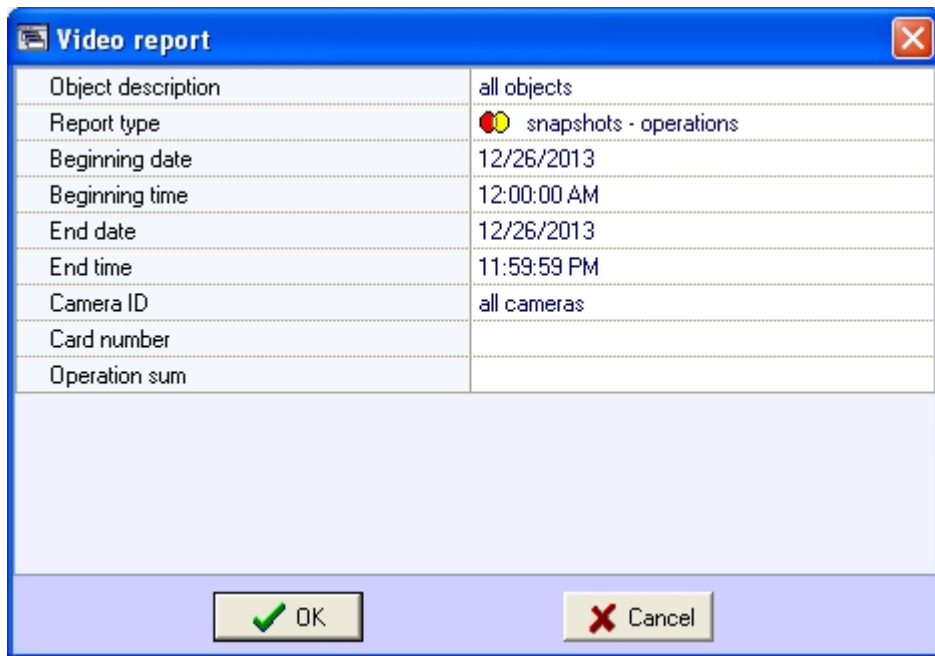 Video report
Object description all objects
Report type snapshots - operations
Beginning date 12/26/2013
Beginning time 12:00:00 AM
End date 12/26/2013
End time 11:59:59 PM
Camera ID all cameras
Card number
Operation sum
OK Cancel